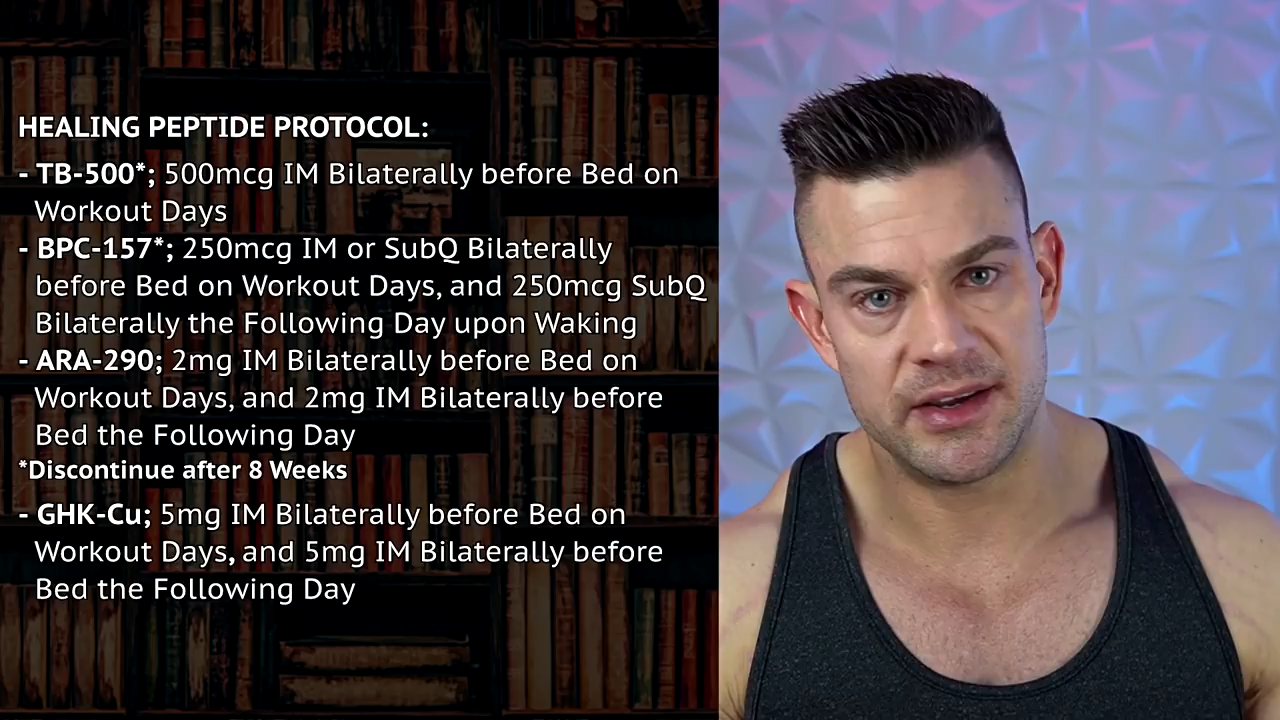 HEALING PEPTIDE PROTOCOL:
- TB-500*; 500mcg IM Bilaterally before Bed on
Workout Days
- BPC-157*; 250mcg IM or SubQ Bilaterally
before Bed on Workout Days, and 250mcg SubQ
Bilaterally the Following Day upon Waking
- ARA-290; 2mg IM Bilaterally before Bed on
Workout Days, and 2mg IM Bilaterally before
Bed the Following Day
*Discontinue after 8 Weeks
- GHK-Cu; 5mg IM Bilaterally before Bed on
Workout Days, and 5mg IM Bilaterally before
Bed the Following Day